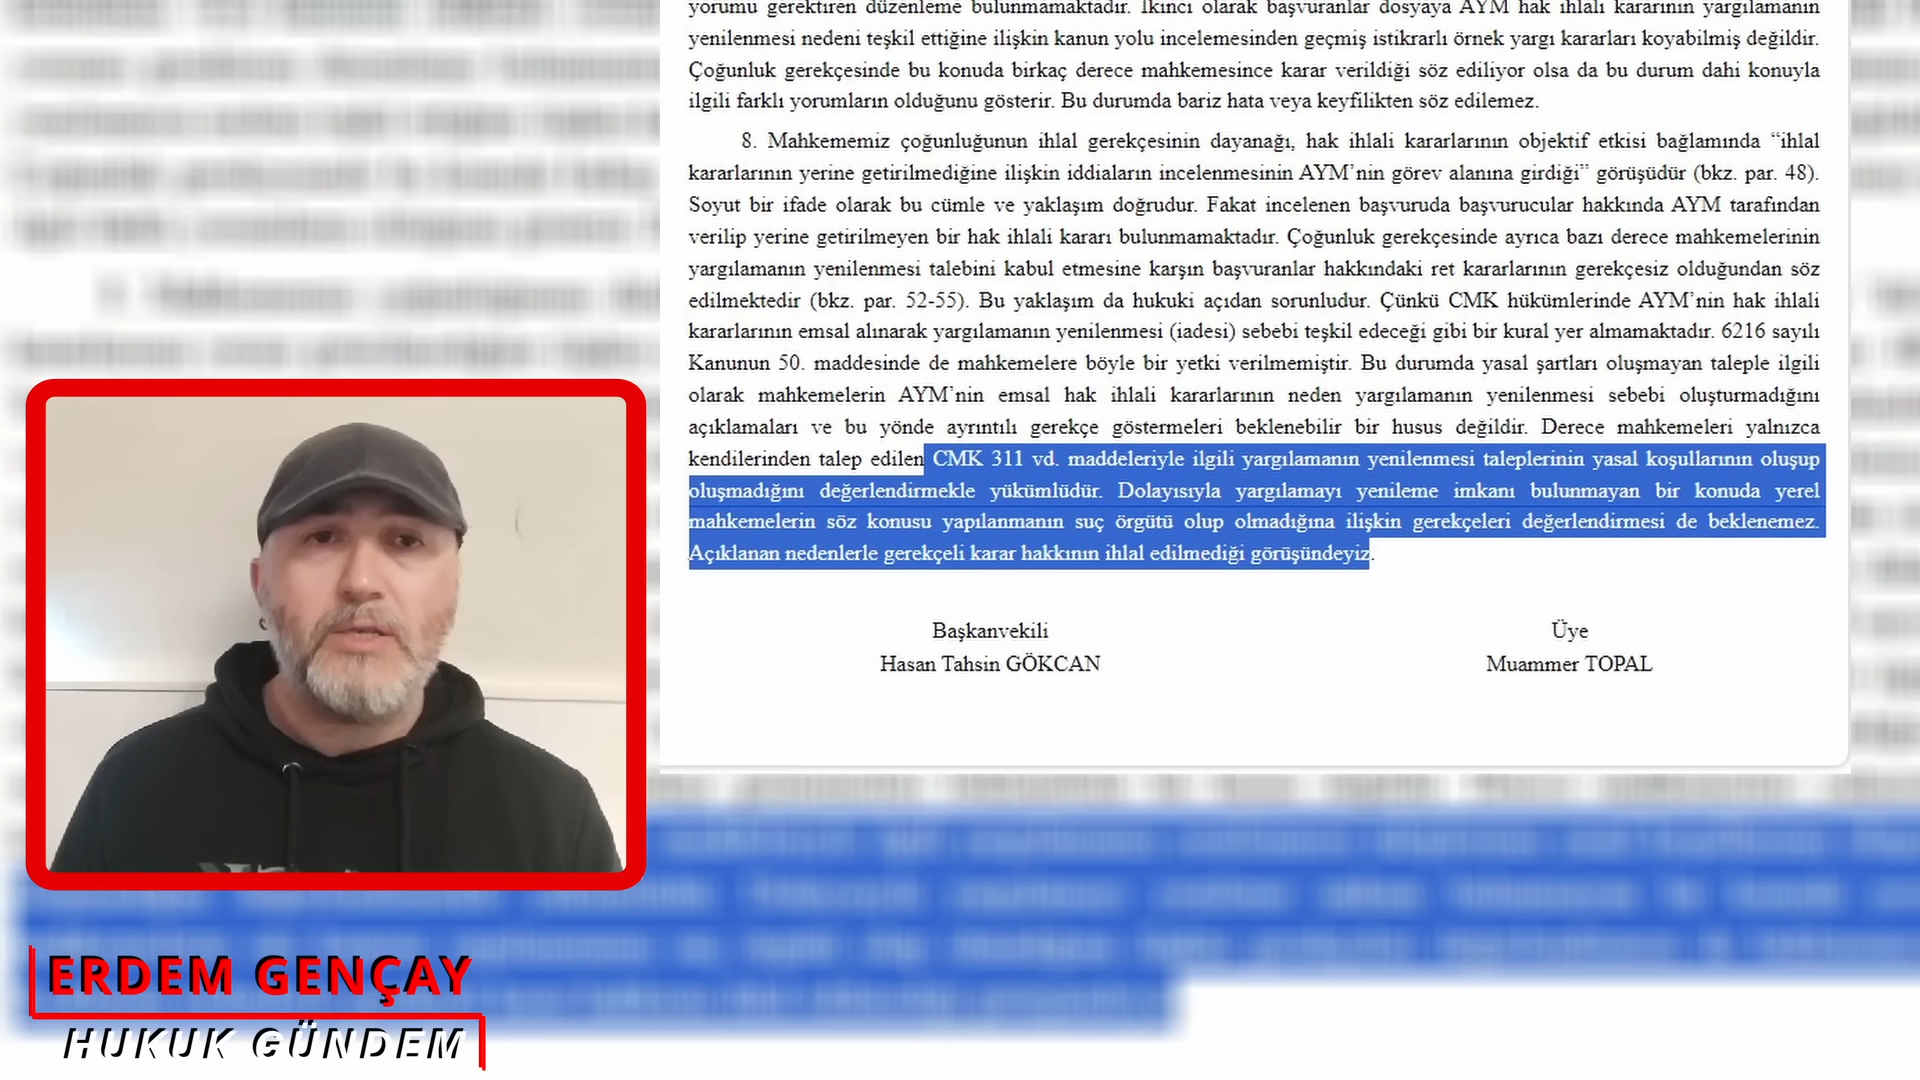 yorumu gerektiren düzenleme bulunmamaktadır. İkinci olarak başvuranlar dosyaya AYM hak ihlali kararının yargılamanın
yenilenmesi nedeni teşkil ettiğine ilişkin kanun yolu incelemesinden geçmiş istikrarlı örnek yargı kararları koyabilmiş değildir.
Çoğunluk gerekçesinde bu konuda birkaç derece mahkemesince karar verildiği söz ediliyor olsa da bu durum dahi konuyla
ilgili farklı yorumların olduğunu gösterir. Bu durumda bariz hata veya keyfilikten söz edilemez.
8. Mahkememiz çoğunluğunun ihlal gerekçesinin dayanağı, hak ihlali kararlarının objektif etkisi bağlamında “ihlal
kararlarının yerine getirilmediğine ilişkin iddiaların incelenmesinin AYM’nin görev alanına girdiği” görüşüdür (bkz. par. 48).
Soyut bir ifade olarak bu cümle ve yaklaşım doğrudur. Fakat incelenen başvuruda başvurucular hakkında AYM tarafından
verilip yerine getirilmeyen bir hak ihlali kararı bulunmamaktadır. Çoğunluk gerekçesinde ayrıca bazı derece mahkemelerinin
yargılamanın yenilenmesi talebini kabul etmesine karşın başvuranlar hakkındaki ret kararlarının gerekçesiz olduğundan söz
edilmektedir (bkz. par. 52-55). Bu yaklaşım da hukuki açıdan sorunludur. Çünkü CMK hükümlerinde AYM’nin hak ihlali
kararlarının emsal alınarak yargılamanın yenilenmesi (iadesi) sebebi teşkil edeceği gibi bir kural yer almamaktadır. 6216 sayılı
Kanunun 50. maddesinde de mahkemelere böyle bir yetki verilmemiştir. Bu durumda yasal şartları oluşmayan taleple ilgili
olarak mahkemelerin AYM’nin emsal hak ihlali kararlarının neden yargılamanın yenilenmesi sebebi oluşturmadığını
açıklamaları ve bu yönde ayrıntılı gerekçe göstermeleri beklenebilir bir husus değildir. Derece mahkemeleri yalnızca
kendilerinden talep edilen CMK 311 vd. maddeleriyle ilgili yargılamanın yenilenmesi taleplerinin yasal koşullarının oluşup
oluşmadığını değerlendirmekle yükümlüdür. Dolayısıyla yargılamayı yenileme imkanı bulunmayan bir konuda yerel
mahkemelerin söz konusu yapılanmanın suç örgütü olup olmadığına ilişkin gerekçeleri değerlendirmesi de beklenemez.
Açıklanan nedenlerle gerekçeli karar hakkının ihlal edilmediği görüşündeyiz.
Başkanvekili
Hasan Tahsin GÖKCAN
Üye
Muammer TOPAL
ERDEM GENÇAY
HUKUK GÜNDEM